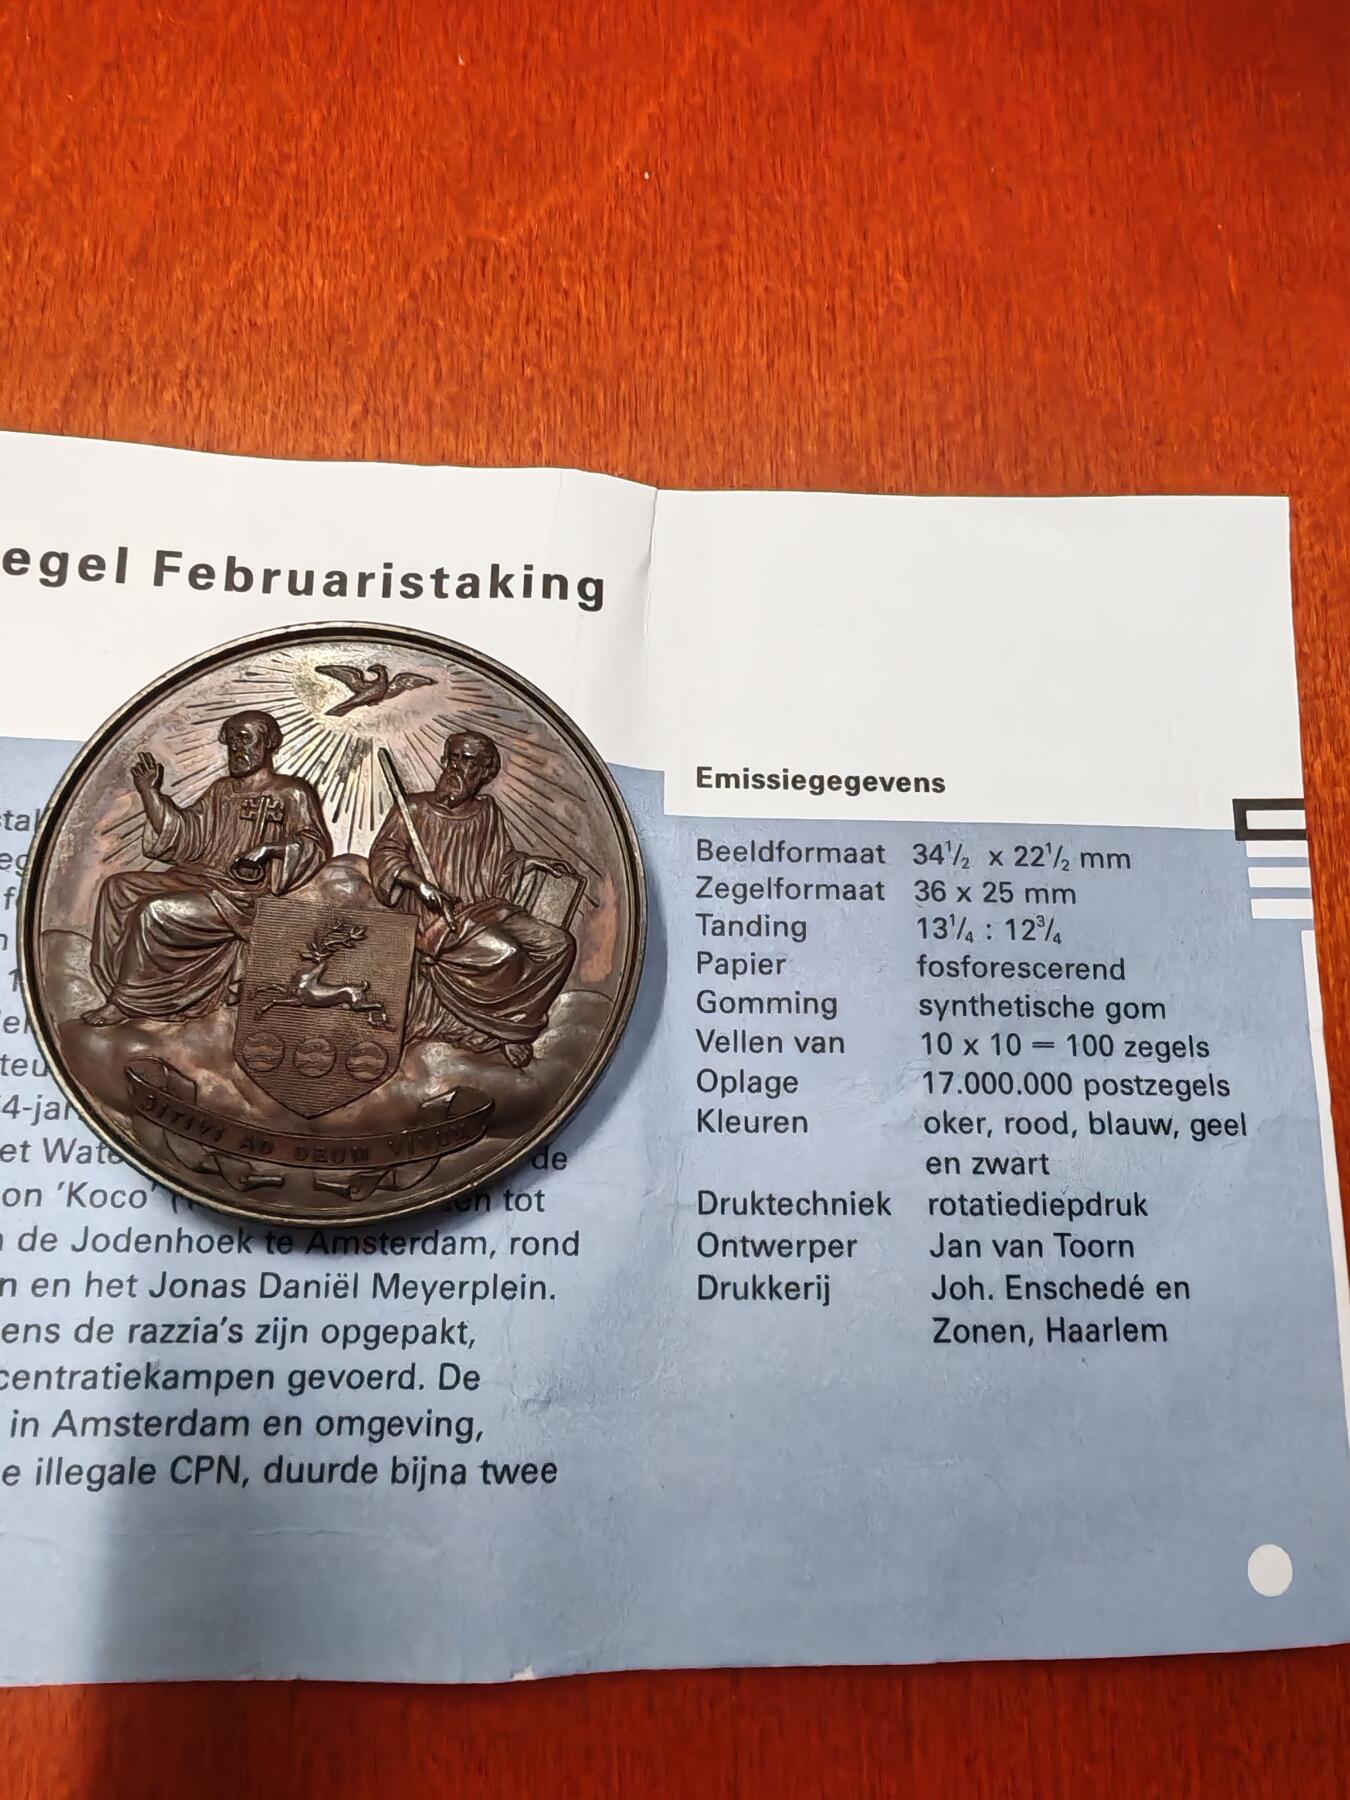 egel Februaristaking
Emissiegegevens
Beeldformaat 34½ x 22½ mm
Zegelformaat 36 x 25 mm
Tanding 13¼ : 12¾
Papier fosforescerend
Gomming synthetische gom
Vellen van 10 x 10 = 100 zegels
Oplage 17.000.000 postzegels
Kleuren oker, rood, blauw, geel
en zwart
Druktechniek rotatiediepdruk
Ontwerper Jan van Toorn
Drukkerij Joh. Enschedé en
Zonen, Haarlem
SITIVI AD DEUM VIVUM
4-jar
et Wate de
on 'Koco' en tot
de Jodenhoek te Amsterdam, rond
n en het Jonas Daniël Meyerplein.
ens de razzia's zijn opgepakt,
centratiekampen gevoerd. De
in Amsterdam en omgeving,
e illegale CPN, duurde bijna twee